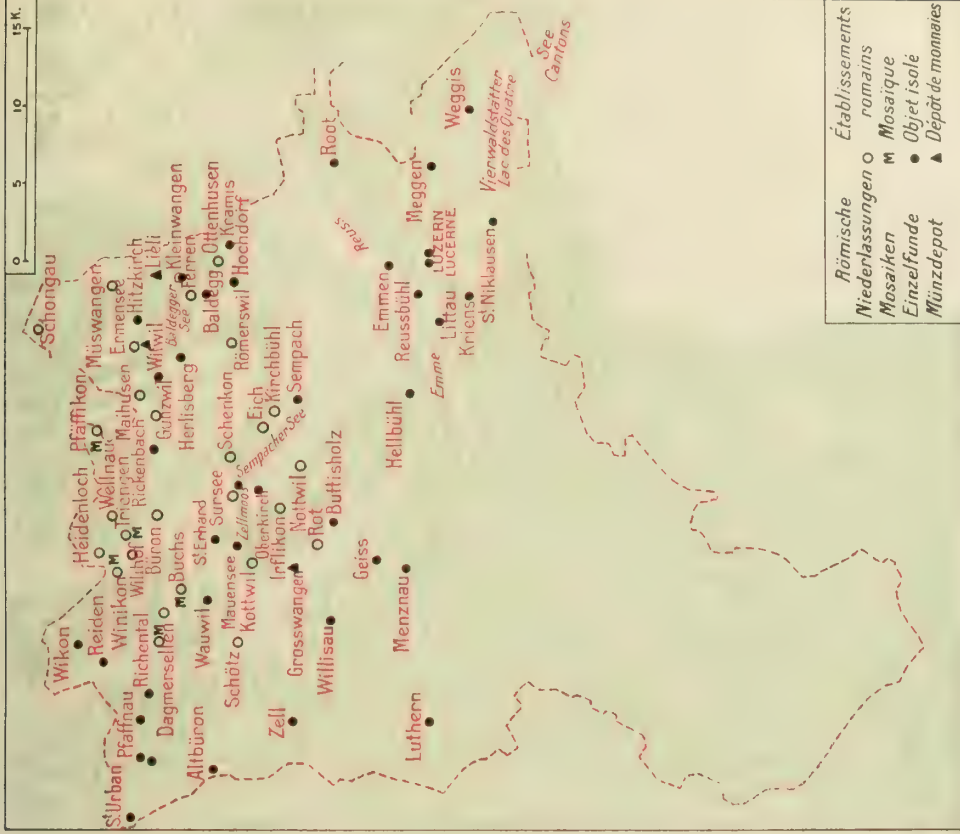 0 5 10 15 K.
Schongau
Müswangen
Pfäffikon
Heidenloch
Wikon
Reiden
Winikon
Wellnau
Triengen
Wilihof
Rickenbach
Maihusen
Ermensee
Hitzkirch
Lieli
Kleinwangen
Ferren
Baldegger
See
Wilwil
Gunzwil
Herlisberg
Büron
Buchs
Richental
Dagmersellen
Pfaffnau
St Urban
Altbüron
Wauwil
St Erhard
Sursee
Schenkon
Römerswil
Baldegg
Ottenhusen
Kramis
Hochdorf
Schötz
Mauensee
Kottwil
Zellmoos
Oberkirch
Sempacher See
Eich
Kirchbühl
Sempach
Irflikon
Nottwil
Rot
Buttisholz
Grosswangen
Zell
Willisau
Root
Reuss
Geiss
Menznau
Luthern
Hellbühl
Emmen
Reussbühl
Emme
Littau
Kriens
LUZERN
LUCERNE
Meggen
Weggis
St Niklausen
Vierwaldstätter See
Lac des Quatre Cantons
Römische Établissements
Niederlassungen romains
Mosaiken M Mosaïque
Einzelfunde Objet isolé
Münzdepot Dépôt de monnaies
M
M
M
M
M